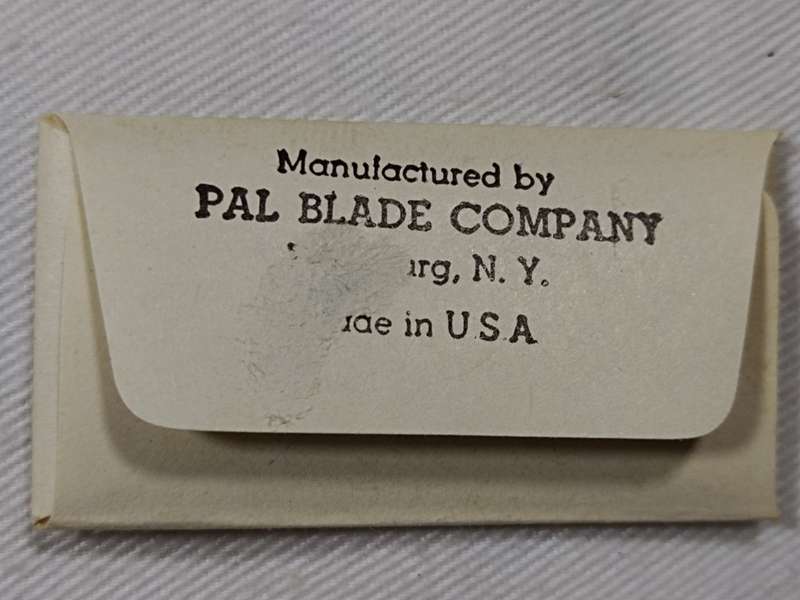 Manufactured by
PAL BLADE COMPANY
N. Y.
in U.S.A